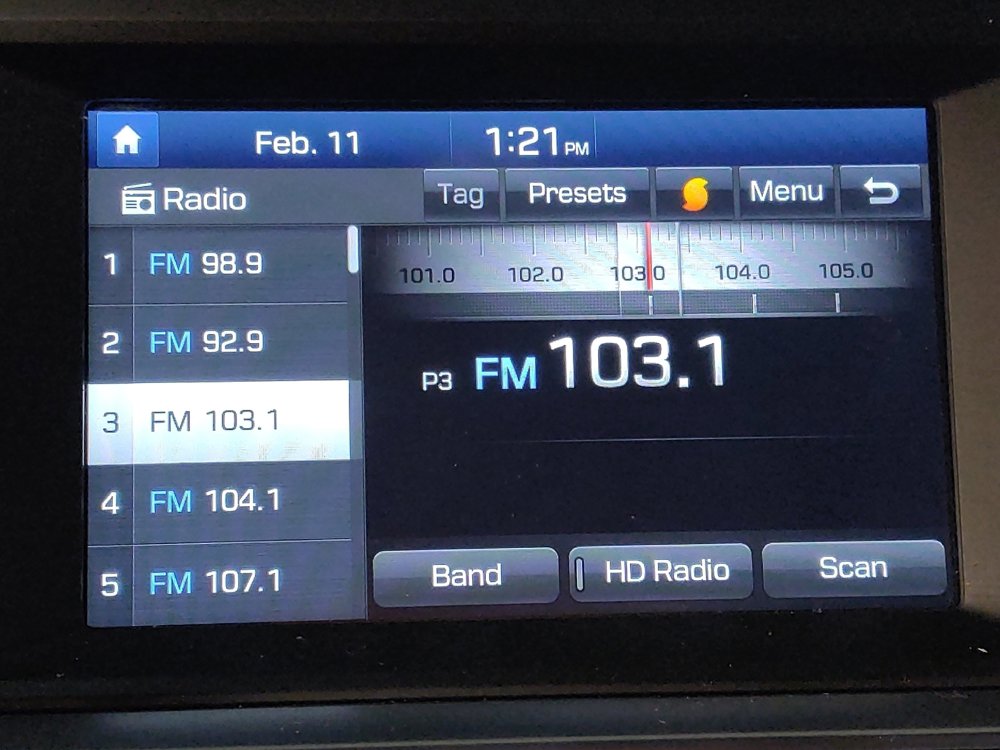 Feb. 11 1:21 PM
Radio Tag Presets Menu
1 FM 98.9
2 FM 92.9
3 FM 103.1
4 FM 104.1
5 FM 107.1
101.0 102.0 103.0 104.0 105.0
P3 FM 103.1
Band HD Radio Scan